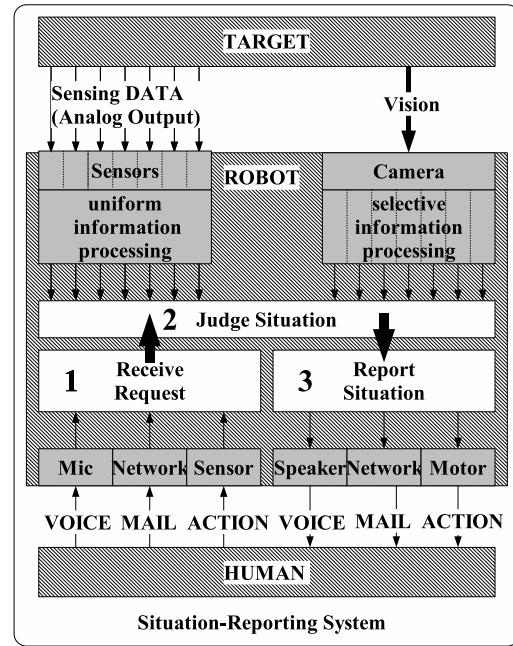 TARGET
Sensing DATA
(Analog Output)
Vision
Sensors
ROBOT
Camera
uniform
information
processing
selective
information
processing
2 Judge Situation
1 Receive
Request
3 Report
Situation
Mic Network Sensor Speaker Network Motor
VOICE MAIL ACTION VOICE MAIL ACTION
HUMAN
Situation-Reporting System